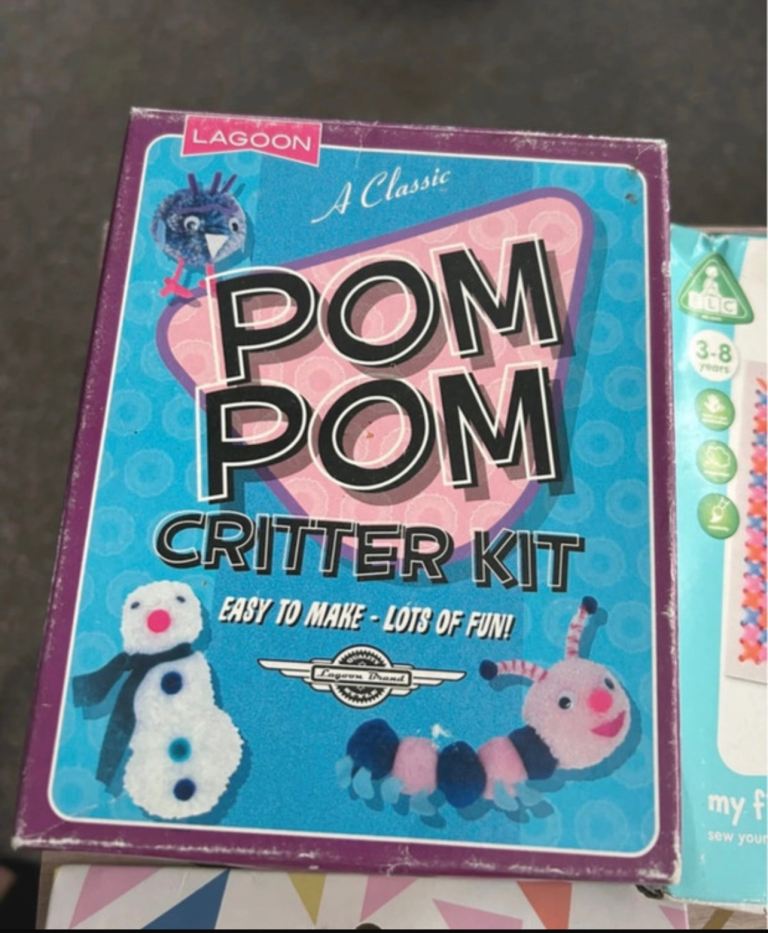 LAGOON
A Classic
POM
POM
CRITTER KIT
EASY TO MAKE - LOTS OF FUN!
Lagoon Brand
ELC
3-8
years
my f
sew your